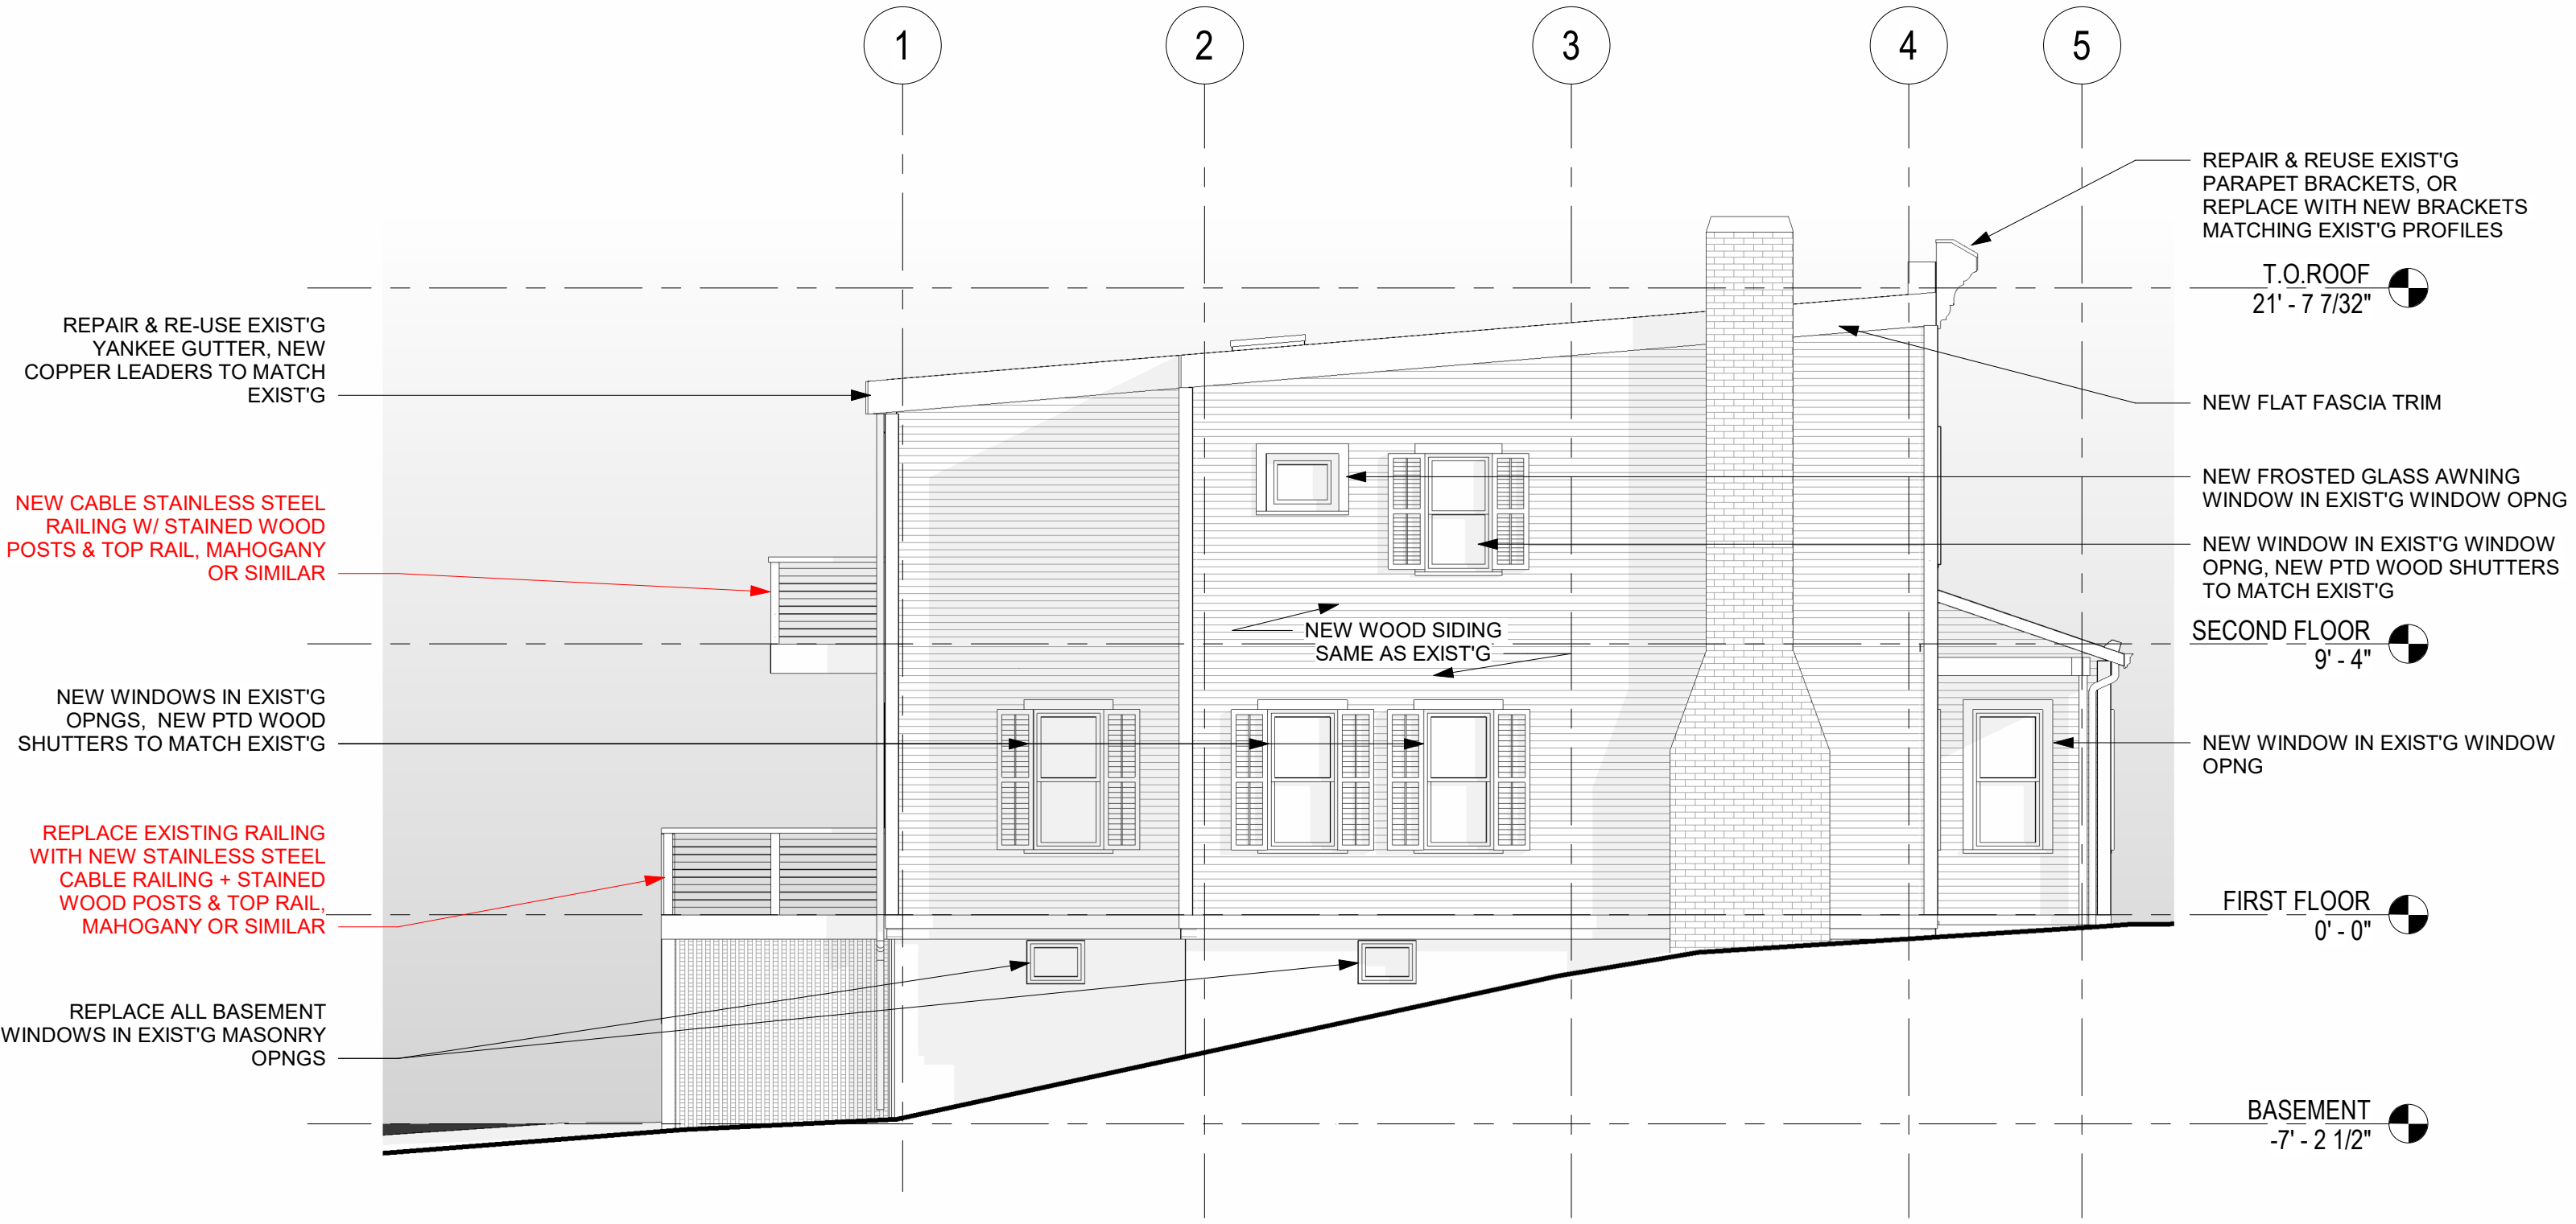 1
2
3
4
5
REPAIR & REUSE EXIST'G
PARAPET BRACKETS, OR
REPLACE WITH NEW BRACKETS
MATCHING EXIST'G PROFILES
T.O.ROOF
21' - 7 7/32"
REPAIR & RE-USE EXIST'G
YANKEE GUTTER, NEW
COPPER LEADERS TO MATCH
EXIST'G
NEW FLAT FASCIA TRIM
NEW FROSTED GLASS AWNING
WINDOW IN EXIST'G WINDOW OPNG
NEW CABLE STAINLESS STEEL
RAILING W/ STAINED WOOD
POSTS & TOP RAIL, MAHOGANY
OR SIMILAR
NEW WINDOW IN EXIST'G WINDOW
OPNG, NEW PTD WOOD SHUTTERS
TO MATCH EXIST'G
NEW WOOD SIDING
SAME AS EXIST'G
SECOND FLOOR
9' - 4"
NEW WINDOWS IN EXIST'G
OPNGS, NEW PTD WOOD
SHUTTERS TO MATCH EXIST'G
NEW WINDOW IN EXIST'G WINDOW
OPNG
REPLACE EXISTING RAILING
WITH NEW STAINLESS STEEL
CABLE RAILING + STAINED
WOOD POSTS & TOP RAIL,
MAHOGANY OR SIMILAR
FIRST FLOOR
0' - 0"
REPLACE ALL BASEMENT
WINDOWS IN EXIST'G MASONRY
OPNGS
BASEMENT
-7' - 2 1/2"